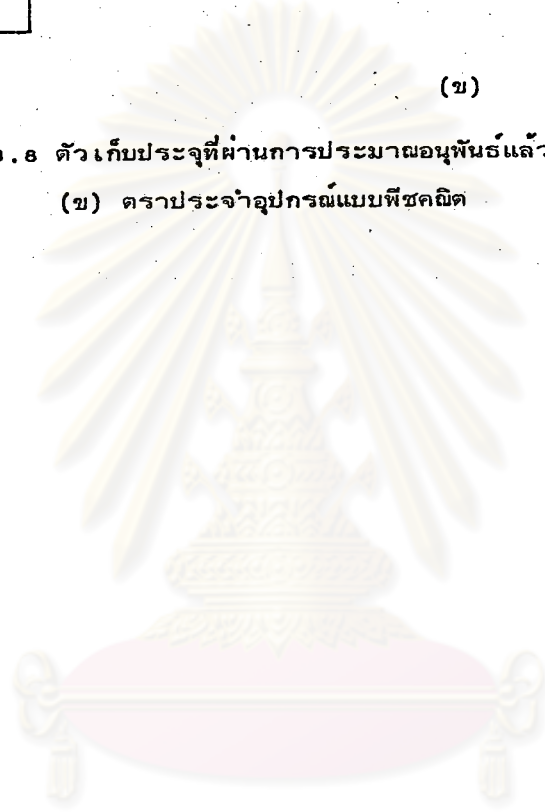 (ข)
.8 ตัวเก็บประจุที่ผ่านการประมาณอนุพันธ์แล้ว
(ข) ตราประจำอุปกรณ์แบบพีชคณิต